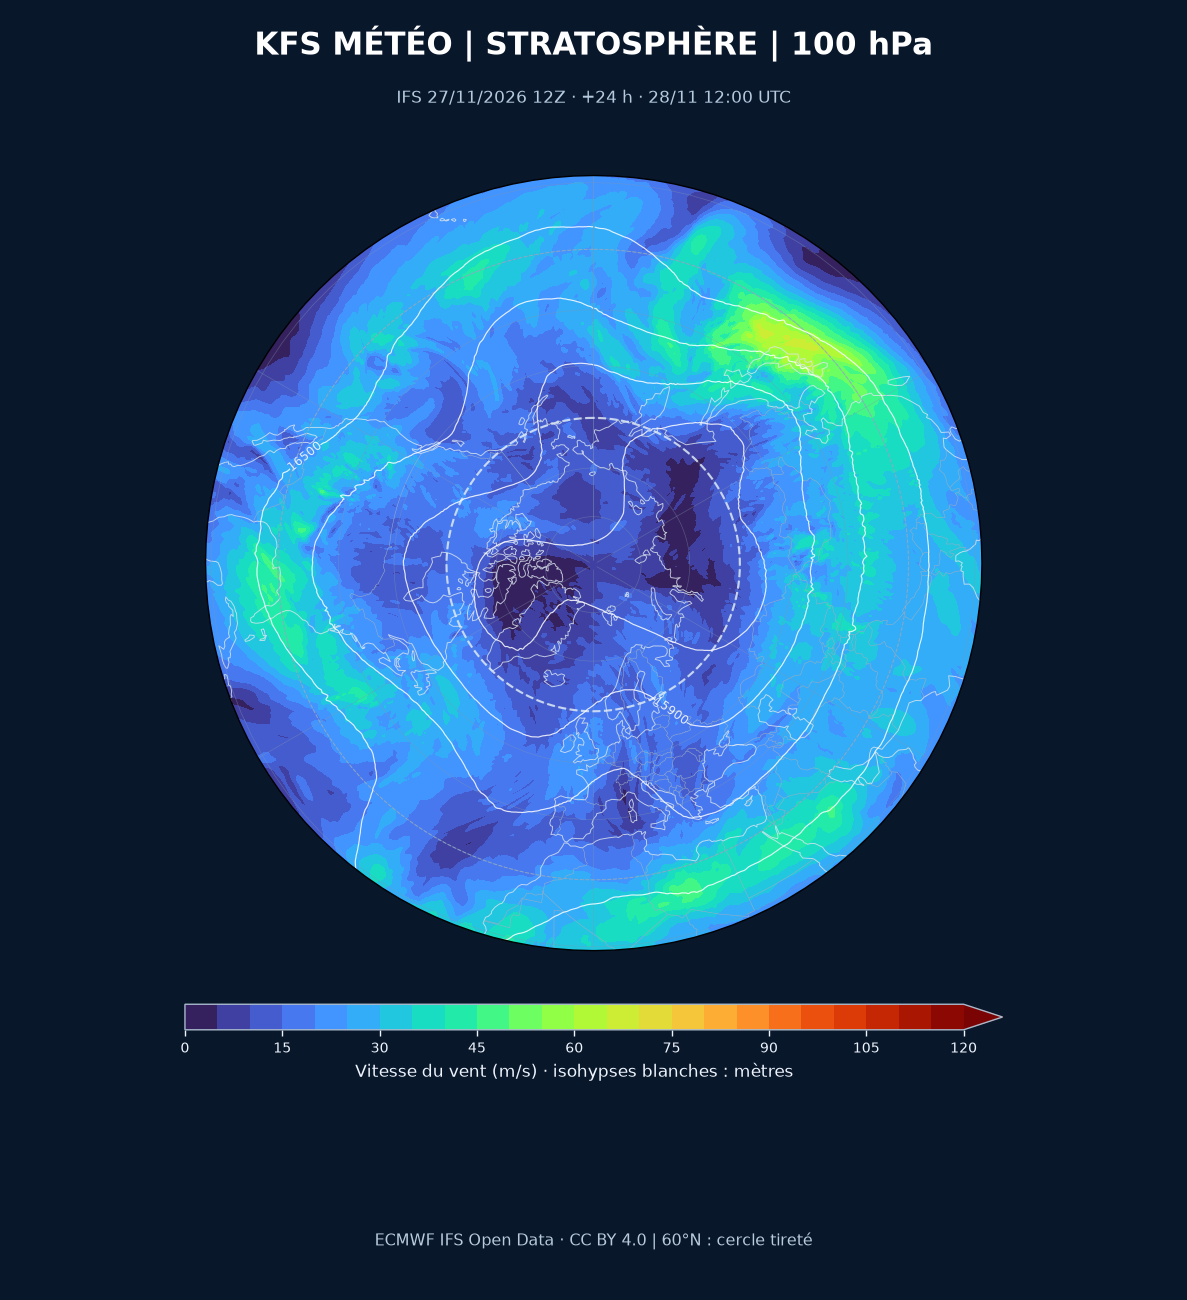 KFS MÉTÉO | STRATOSPHÈRE | 100 hPa
IFS 27/11/2026 12Z · +24 h · 28/11 12:00 UTC
16500
15900
0 15 30 45 60 75 90 105 120
Vitesse du vent (m/s) · isohypses blanches : mètres
ECMWF IFS Open Data · CC BY 4.0 | 60°N : cercle tireté